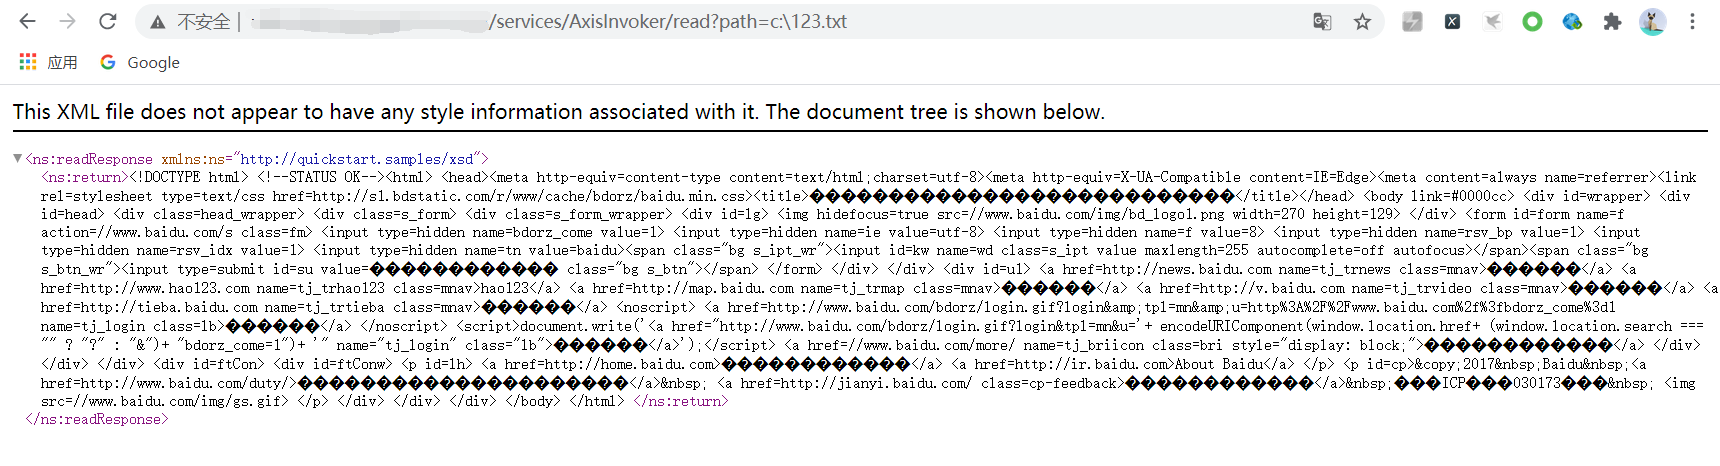 不安全 | /services/AxisInvoker/read?path=c:\123.txt
应用 Google
This XML file does not appear to have any style information associated with it. The document tree is shown below.
▼<ns:readResponse xmlns:ns="http://quickstart.samples/xsd">
<ns:return><!DOCTYPE html> <!--STATUS OK--><html> <head><meta http-equiv=content-type content=text/html;charset=utf-8><meta http-equiv=X-UA-Compatible content=IE=Edge><meta content=always name=referrer><link
rel=stylesheet type=text/css href=http://s1.bdstatic.com/r/www/cache/bdorz/baidu.min.css><title></title></head> <body link=#0000cc> <div id=wrapper> <div
id=head> <div class=head_wrapper> <div class=s_form> <div class=s_form_wrapper> <div id=lg> <img hidefocus=true src=//www.baidu.com/img/bd_logo1.png width=270 height=129> </div> <form id=form name=f
action=//www.baidu.com/s class=fm> <input type=hidden name=bdorz_come value=1> <input type=hidden name=ie value=utf-8> <input type=hidden name=f value=8> <input type=hidden name=rsv_bp value=1> <input
type=hidden name=rsv_idx value=1> <input type=hidden name=tn value=baidu><span class="bg s_ipt_wr"><input id=kw name=wd class=s_ipt value maxlength=255 autocomplete=off autofocus></span><span class="bg
s_btn_wr"><input type=submit id=su value= class="bg s_btn"></span> </form> </div> </div> <div id=u1> <a href=http://news.baidu.com name=tj_trnews class=mnav></a> <a
href=http://www.hao123.com name=tj_trhao123 class=mnav>hao123</a> <a href=http://map.baidu.com name=tj_trmap class=mnav></a> <a href=http://v.baidu.com name=tj_trvideo class=mnav></a> <a
href=http://tieba.baidu.com name=tj_trtieba class=mnav></a> <noscript> <a href=http://www.baidu.com/bdorz/login.gif?login&amp;tpl=mn&amp;u=http%3A%2F%2Fwww.baidu.com%2f%3fbdorz_come%3d1
name=tj_login class=lb></a> </noscript> <script>document.write('<a href="http://www.baidu.com/bdorz/login.gif?login&tpl=mn&u='+ encodeURIComponent(window.location.href+ (window.location.search ===
"" ? "?" : "&")+ "bdorz_come=1")+ '" name="tj_login" class="lb"></a>');</script> <a href=//www.baidu.com/more/ name=tj_briicon class=bri style="display: block;"></a> </div>
</div> </div> <div id=ftCon> <div id=ftConw> <p id=lh> <a href=http://home.baidu.com></a> <a href=http://ir.baidu.com>About Baidu</a> </p> <p id=cp>&copy;2017&nbsp;Baidu&nbsp;<a
href=http://www.baidu.com/duty/></a>&nbsp; <a href=http://jianyi.baidu.com/ class=cp-feedback></a>&nbsp;ICP030173&nbsp; <img
src=//www.baidu.com/img/gs.gif> </p> </div> </div> </div> </body> </html> </ns:return>
</ns:readResponse>